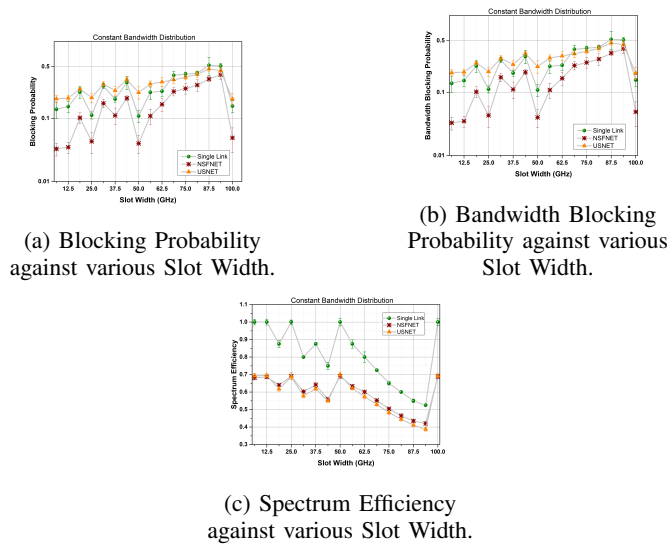 Constant Bandwidth Distribution
Blocking Probability
0.5
0.1
0.01
Single Link
NSFNET
USNET
12.5 25.0 37.5 50.0 62.5 75.0 87.5 100.0
Slot Width (GHz)
(a) Blocking Probability
against various Slot Width.
Constant Bandwidth Distribution
Bandwidth Blocking Probability
0.5
0.1
0.01
Single Link
NSFNET
USNET
12.5 25.0 37.5 50.0 62.5 75.0 87.5 100.0
Slot Width (GHz)
(b) Bandwidth Blocking
Probability against various
Slot Width.
Constant Bandwidth Distribution
Spectrum Efficiency
1.1
1.0
0.9
0.8
0.7
0.6
0.5
0.4
0.3
Single Link
NSFNET
USNET
12.5 25.0 37.5 50.0 62.5 75.0 87.5 100.0
Slot Width (GHz)
(c) Spectrum Efficiency
against various Slot Width.